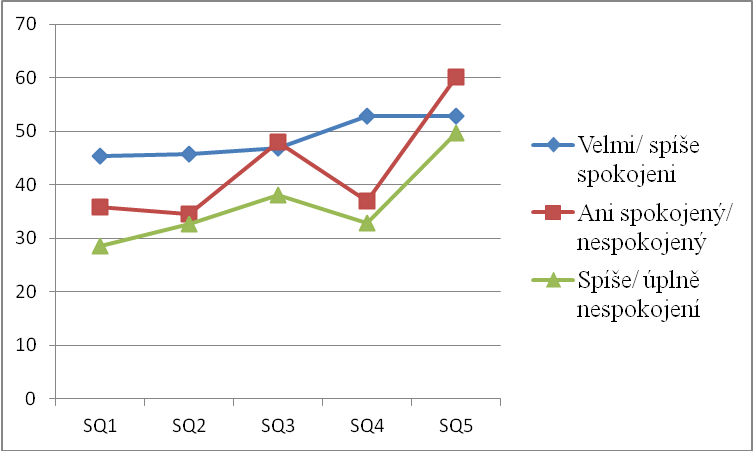 70
60
50
40
30
20
10
0
SQ1 SQ2 SQ3 SQ4 SQ5
Velmi/ spíše
spokojeni
Ani spokojený/
nespokojený
Spíše/ úplně
nespokojení